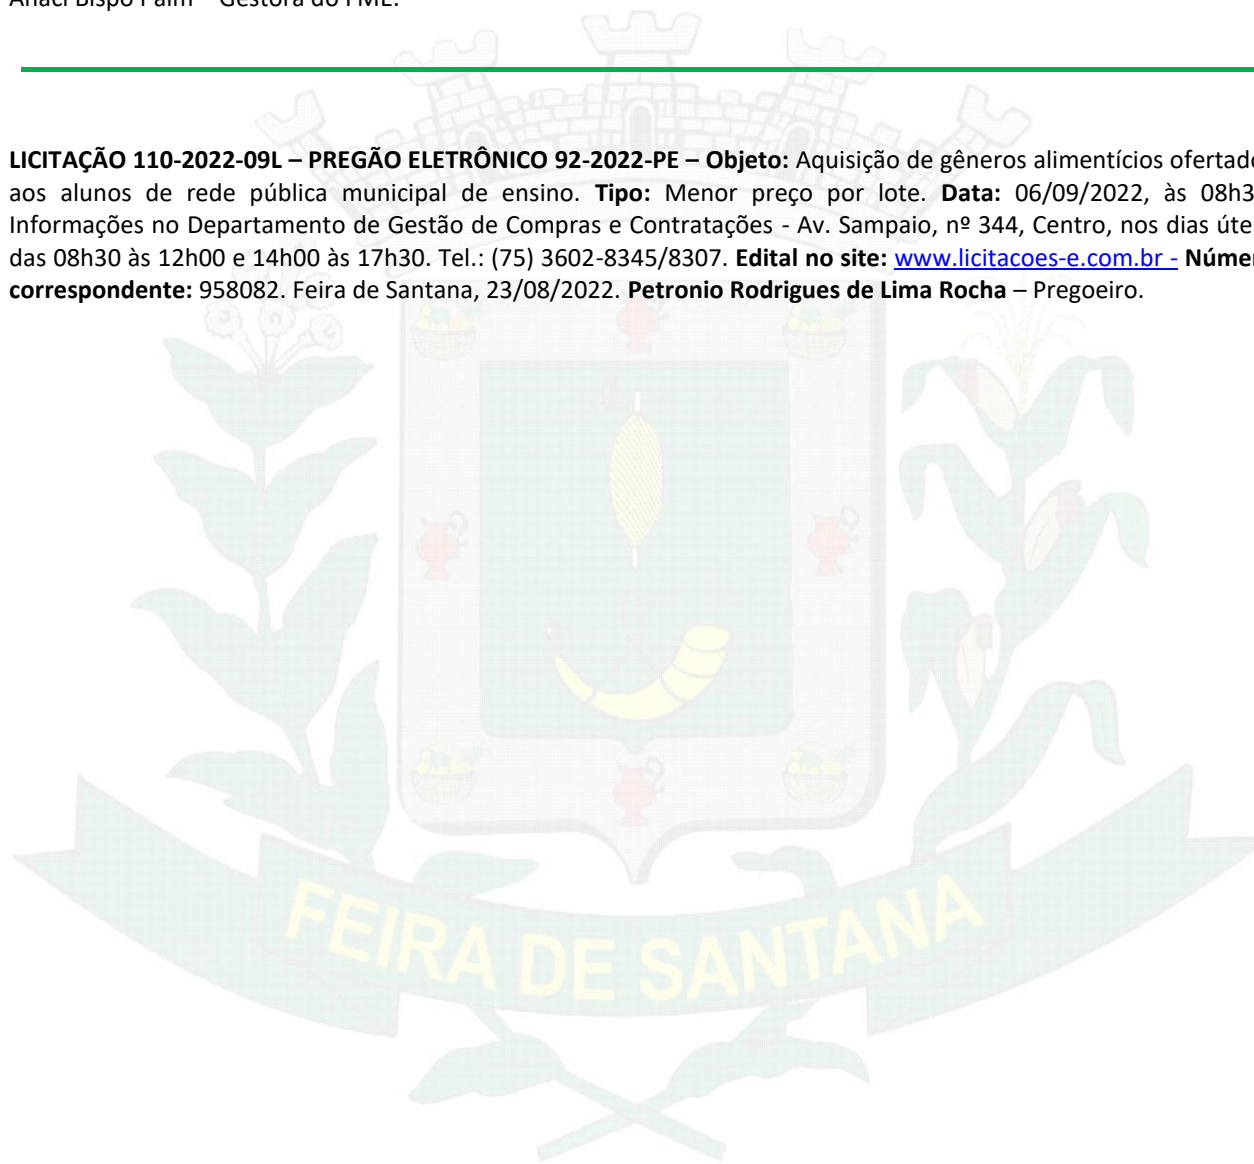 Anaci Bispo Paim – Gestora do FME.
LICITAÇÃO 110-2022-09L – PREGÃO ELETRÔNICO 92-2022-PE – Objeto: Aquisição de gêneros alimentícios ofertado
aos alunos de rede pública municipal de ensino. Tipo: Menor preço por lote. Data: 06/09/2022, às 08h3
Informações no Departamento de Gestão de Compras e Contratações - Av. Sampaio, nº 344, Centro, nos dias úte
das 08h30 às 12h00 e 14h00 às 17h30. Tel.: (75) 3602-8345/8307. Edital no site: www.licitacoes-e.com.br - Númer
correspondente: 958082. Feira de Santana, 23/08/2022. Petronio Rodrigues de Lima Rocha – Pregoeiro.
FEIRA DE SANTANA